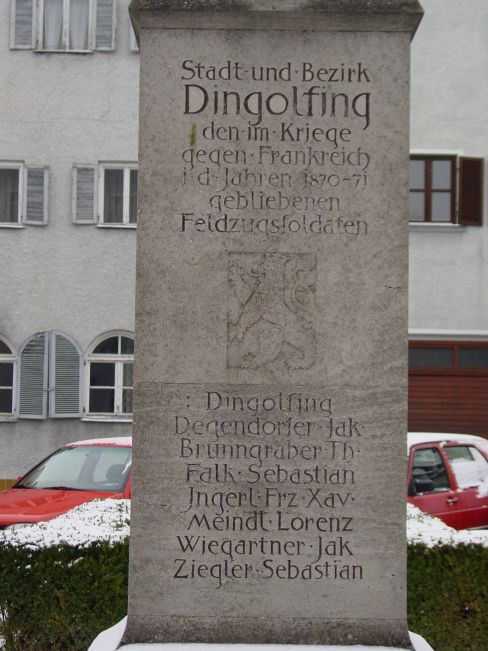 Stadt·und·Bezirk
Dingolfing
den·im·Kriege
gegen·Frankreich
i·d·Jahren·1870-71
gebliebenen
Feldzugssoldaten
: Dingolfing
Degendorfer·Jak·
Brunngraber·Th·
Falk·Sebastian
Jngerl·Frz·Xav·
Meindl·Lorenz
Wiegartner·Jak
Ziegler·Sebastian